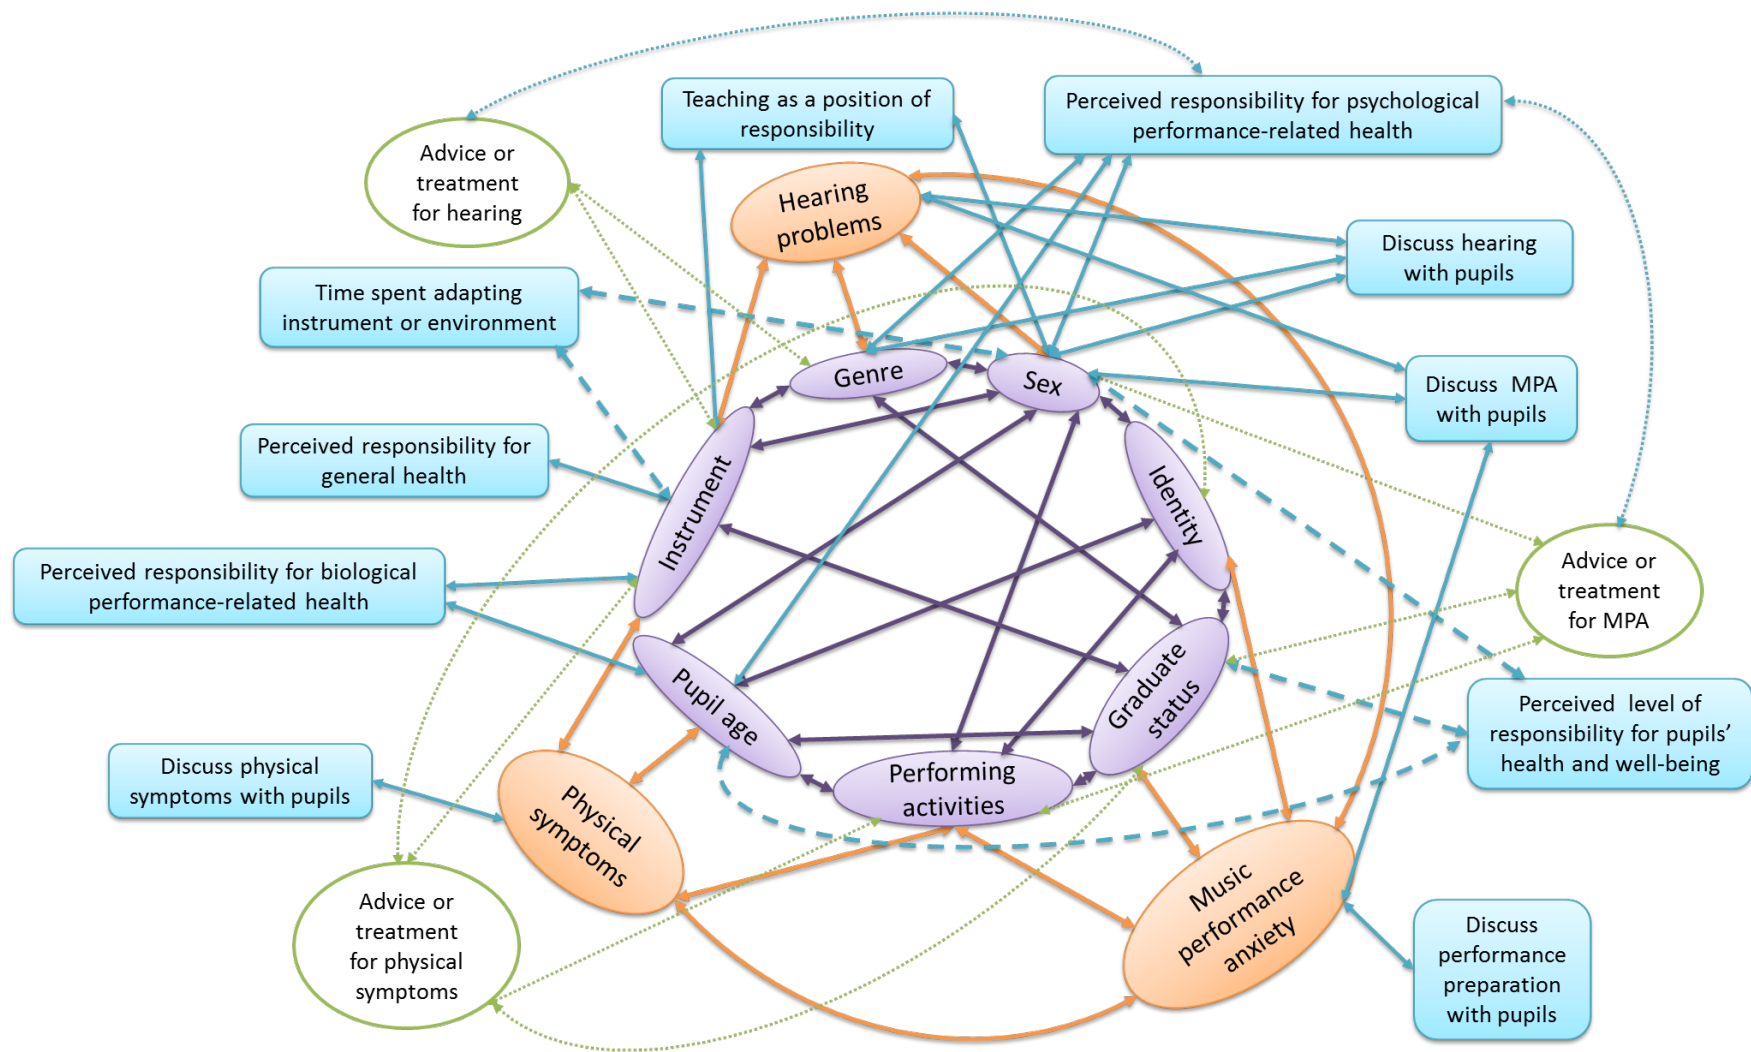 Teaching as a position of
responsibility
Perceived responsibility for psychological
performance-related health
Advice or
treatment
for hearing
Hearing
problems
Discuss hearing
with pupils
Time spent adapting
instrument or environment
Genre
Sex
Discuss MPA
with pupils
Perceived responsibility for
general health
Instrument
Identity
Perceived responsibility for biological
performance-related health
Advice or
treatment
for MPA
Pupil age
Graduate
status
Perceived level of
responsibility for pupils’
health and well-being
Discuss physical
symptoms with pupils
Performing
activities
Physical
symptoms
Music
performance
anxiety
Advice or
treatment
for physical
symptoms
Discuss
performance
preparation
with pupils